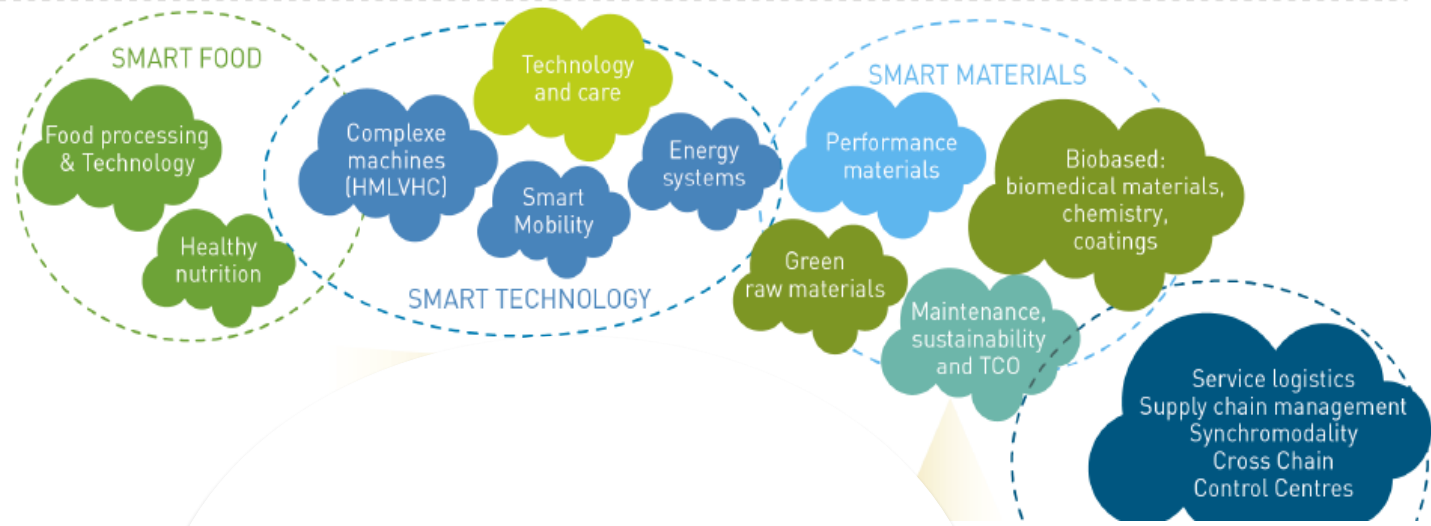 SMART FOOD
Food processing
& Technology
Healthy
nutrition
Technology
and care
Complexe
machines
(HMLVHC)
Smart
Mobility
Energy
systems
SMART TECHNOLOGY
SMART MATERIALS
Performance
materials
Biobased:
biomedical materials,
chemistry,
coatings
Green
raw materials
Maintenance,
sustainability
and TCO
Service logistics
Supply chain management
Synchromodality
Cross Chain
Control Centres